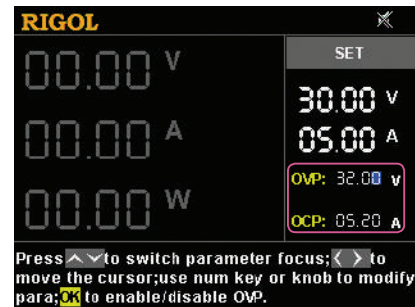 RIGOL
SET
00.00 V
30.00 V
00.00 A
05.00 A
00.00 W
OVP: 32.00 V
OCP: 05.20 A
Press to switch parameter
focus; to
move the cursor;use num key or knob to modify
para;OK to enable/disable OVP.